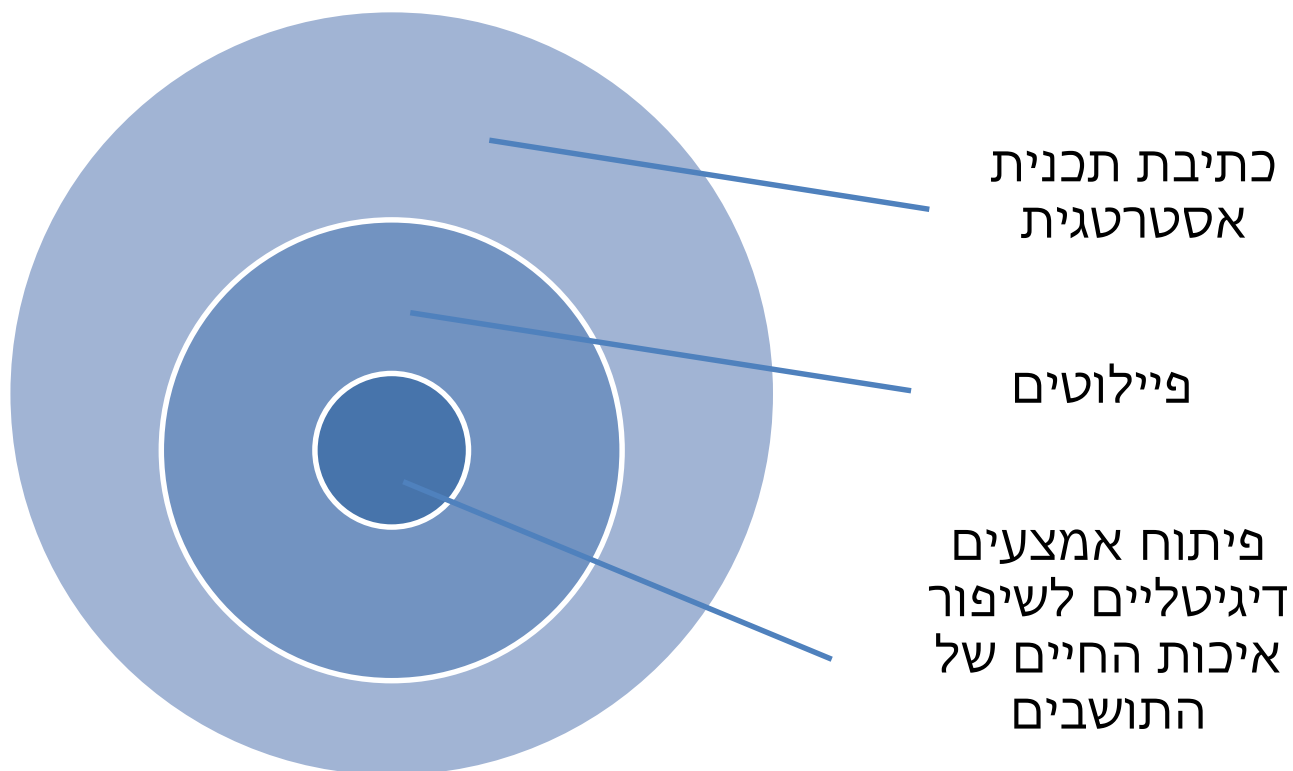 כתיבת תכנית
אסטרטגית
פיילוטים
פיתוח אמצעים
דיגיטליים לשיפור
איכות החיים של
התושבים